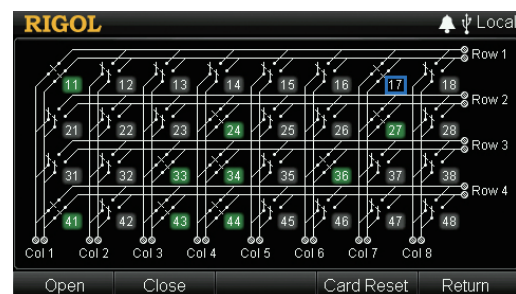 RIGOL Local
Row 1
11 12 13 14 15 16 17 18
Row 2
21 22 23 24 25 26 27 28
Row 3
31 32 33 34 35 36 37 38
Row 4
41 42 43 44 45 46 47 48
Col 1 Col 2 Col 3 Col 4 Col 5 Col 6 Col 7 Col 8
Open Close Card Reset Return